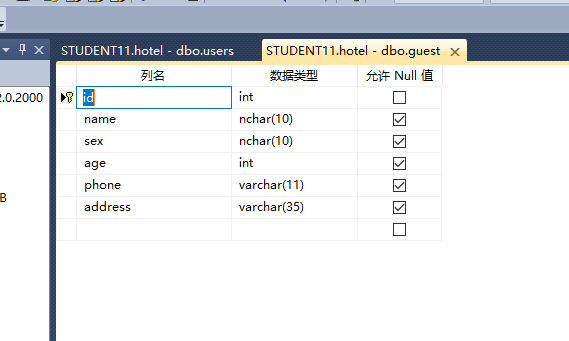 STUDENT11.hotel - dbo.users
STUDENT11.hotel - dbo.guest
列名 数据类型 允许 Null 值
.0.2000
id int
name nchar(10)
sex nchar(10)
age int
phone varchar(11)
B
address varchar(35)